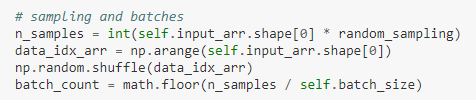 # sampling and batches
n_samples = int(self.input_arr.shape[0] * random_sampling)
data_idx_arr = np.arange(self.input_arr.shape[0])
np.random.shuffle(data_idx_arr)
batch_count = math.floor(n_samples / self.batch_size)